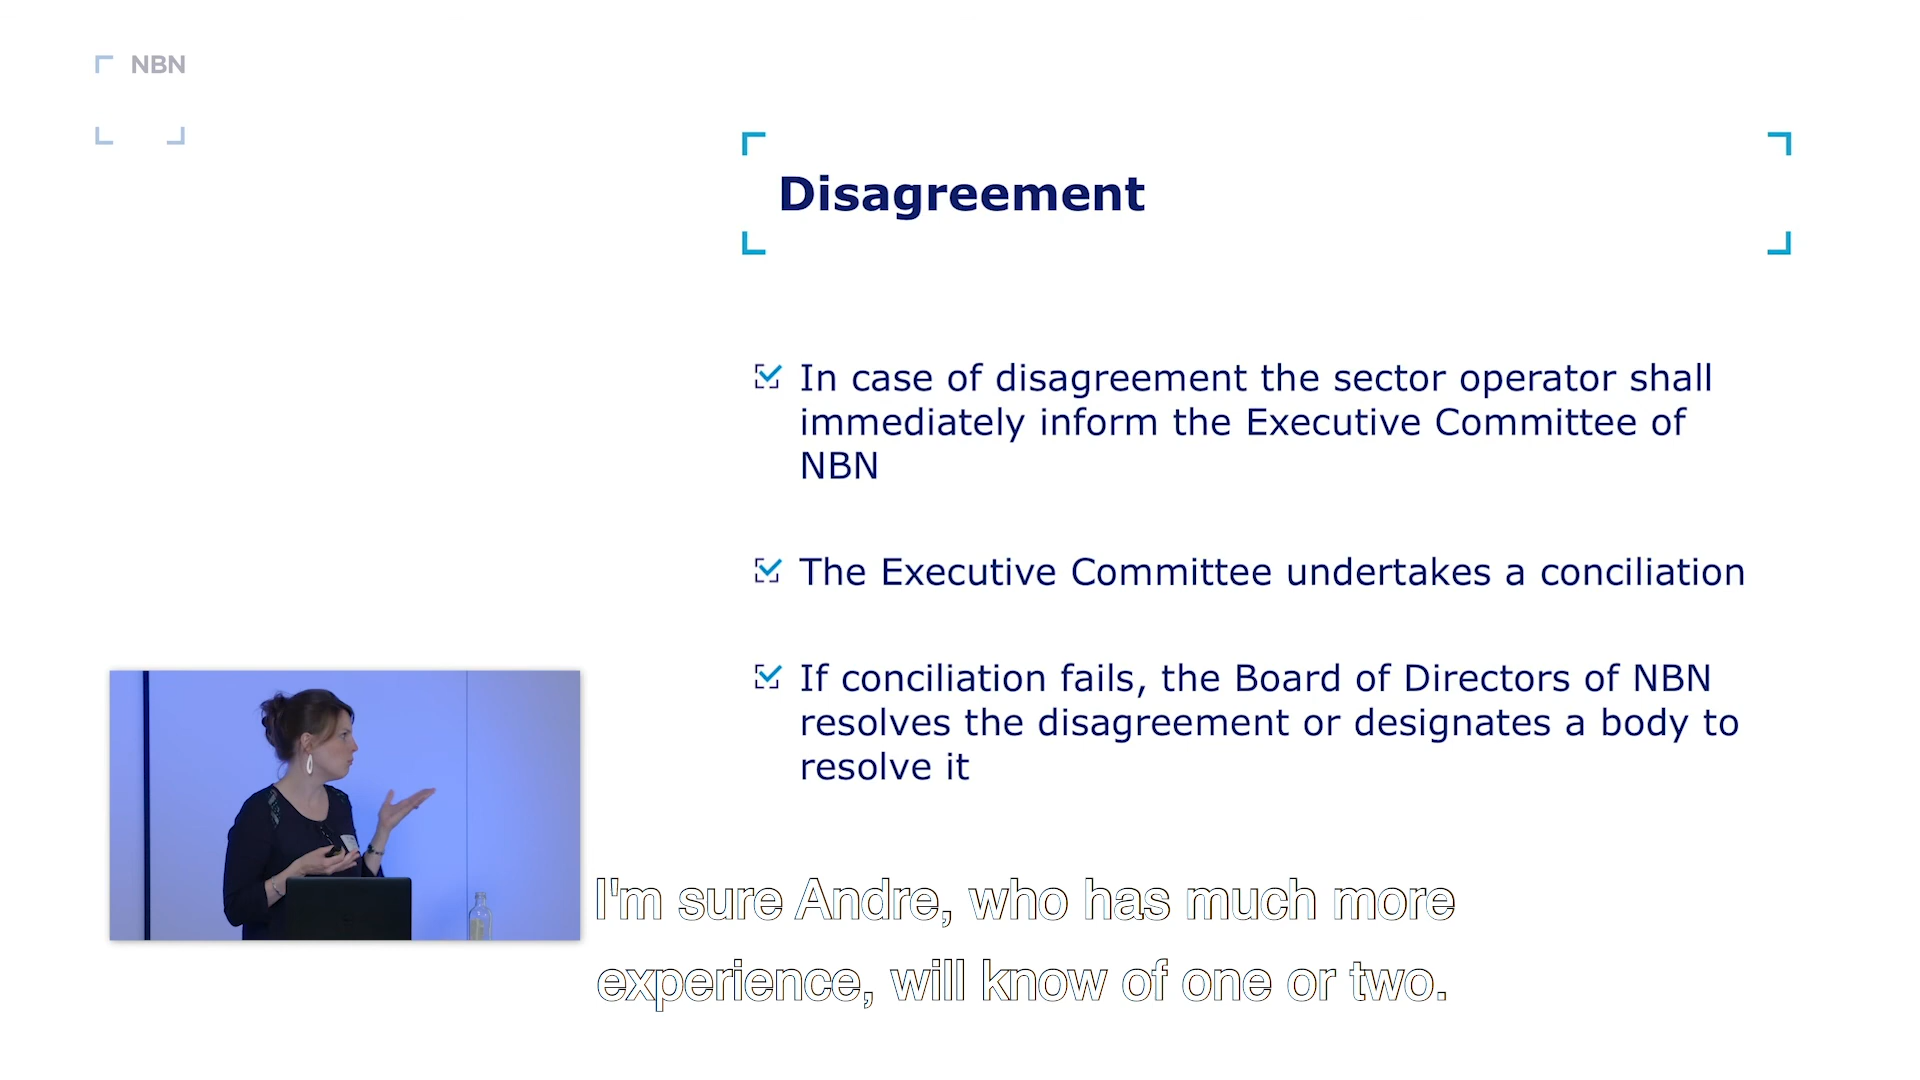 NBN
Disagreement
In case of disagreement the sector operator shall
immediately inform the Executive Committee of
NBN
The Executive Committee undertakes a conciliation
If conciliation fails, the Board of Directors of NBN
resolves the disagreement or designates a body to
resolve it
I'm sure Andre, who has much more
experience, will know of one or two.